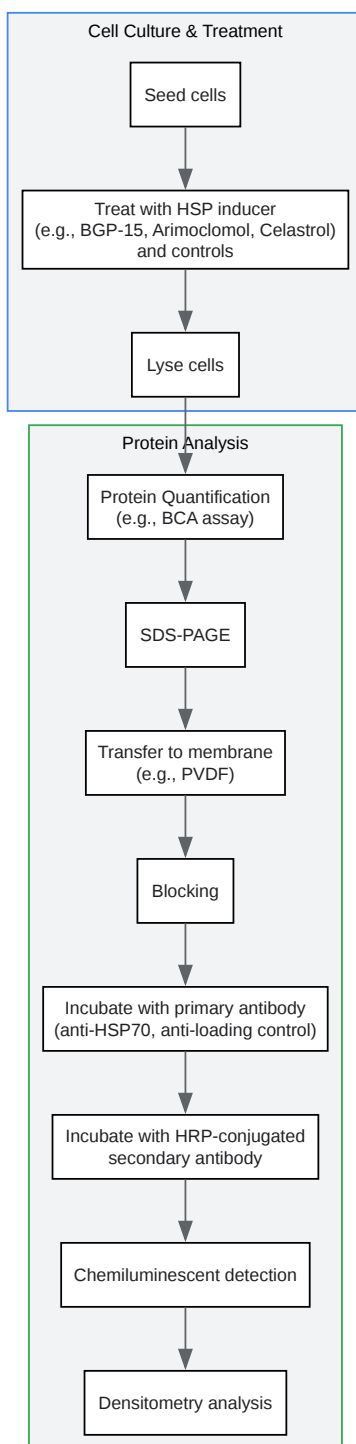 Cell Culture & Treatment
Seed cells
Treat with HSP inducer
(e.g., BGP-15, Arimoclomol, Celastrol)
and controls
Lyse cells
Protein Analysis
Protein Quantification
(e.g., BCA assay)
SDS-PAGE
Transfer to membrane
(e.g., PVDF)
Blocking
Incubate with primary antibody
(anti-HSP70, anti-loading control)
Incubate with HRP-conjugated
secondary antibody
Chemiluminescent detection
Densitometry analysis